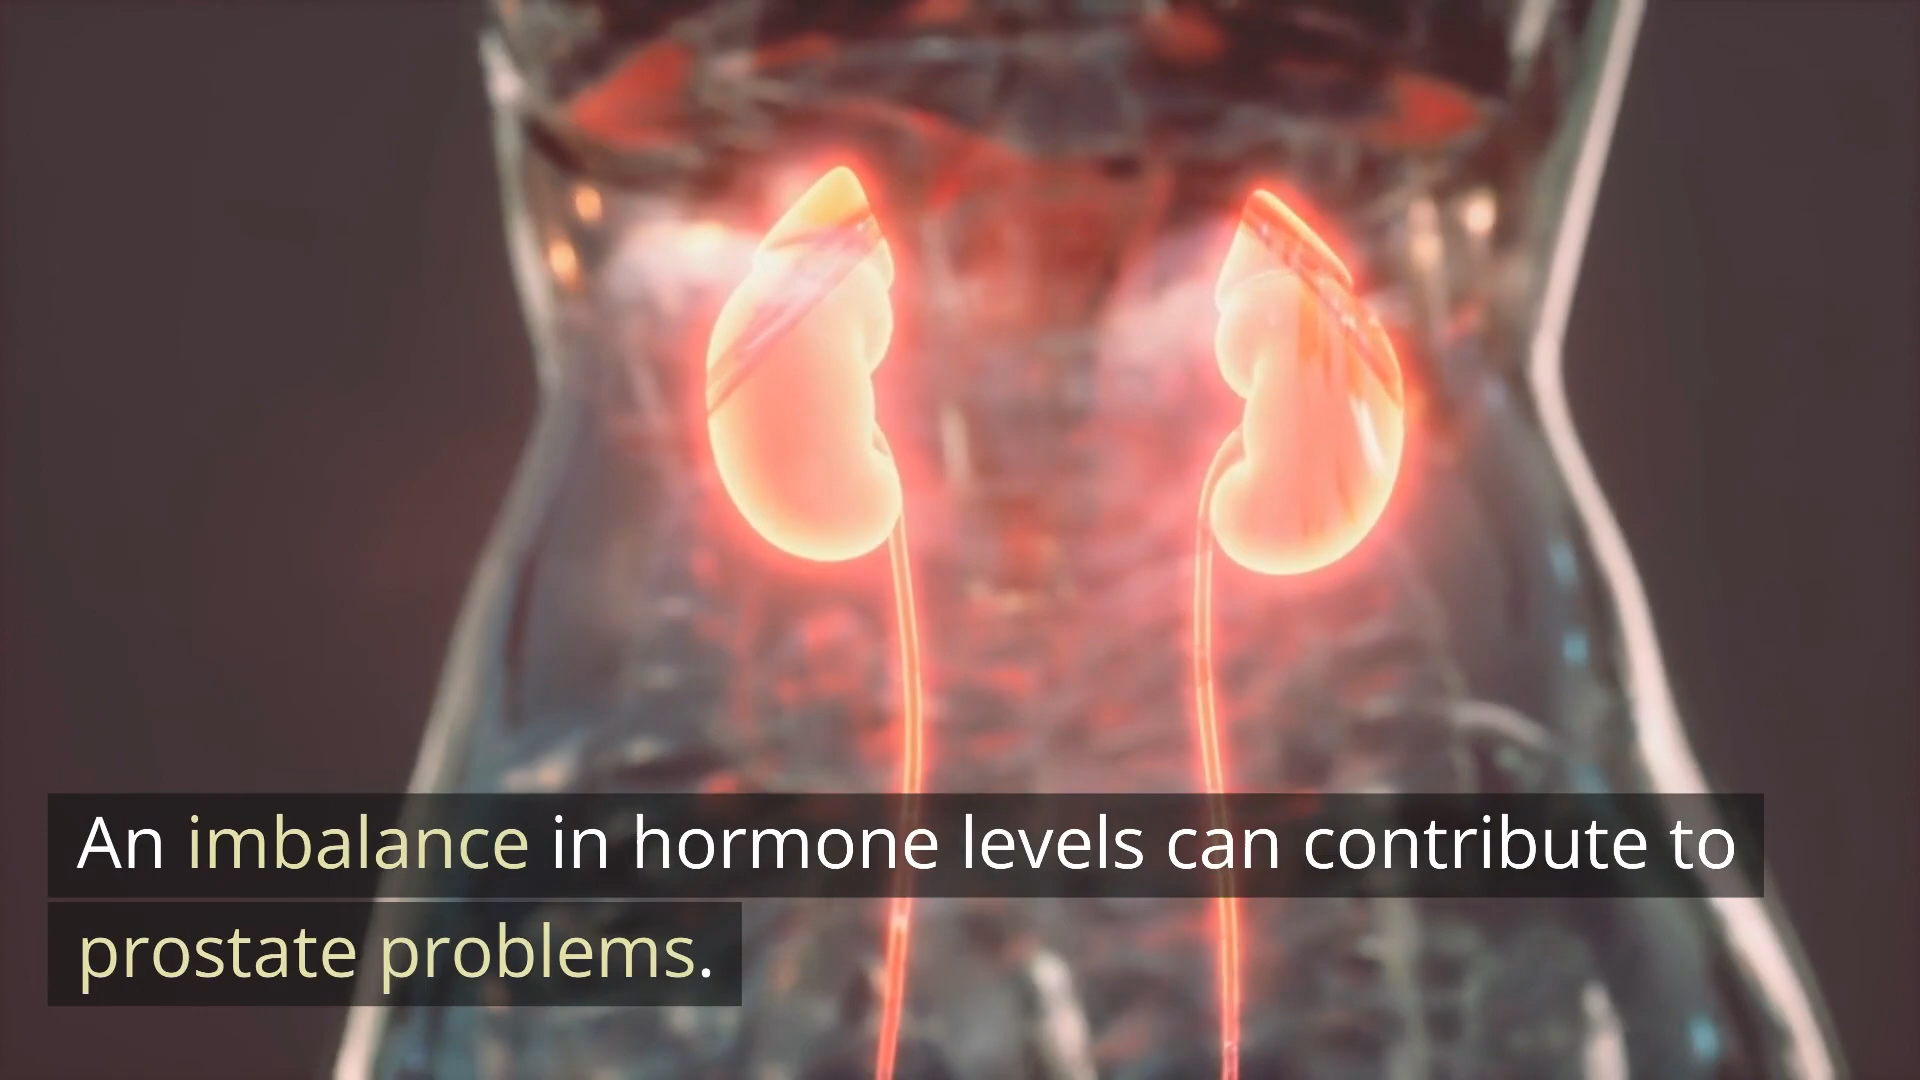 An imbalance in hormone levels can contribute to
prostate problems.